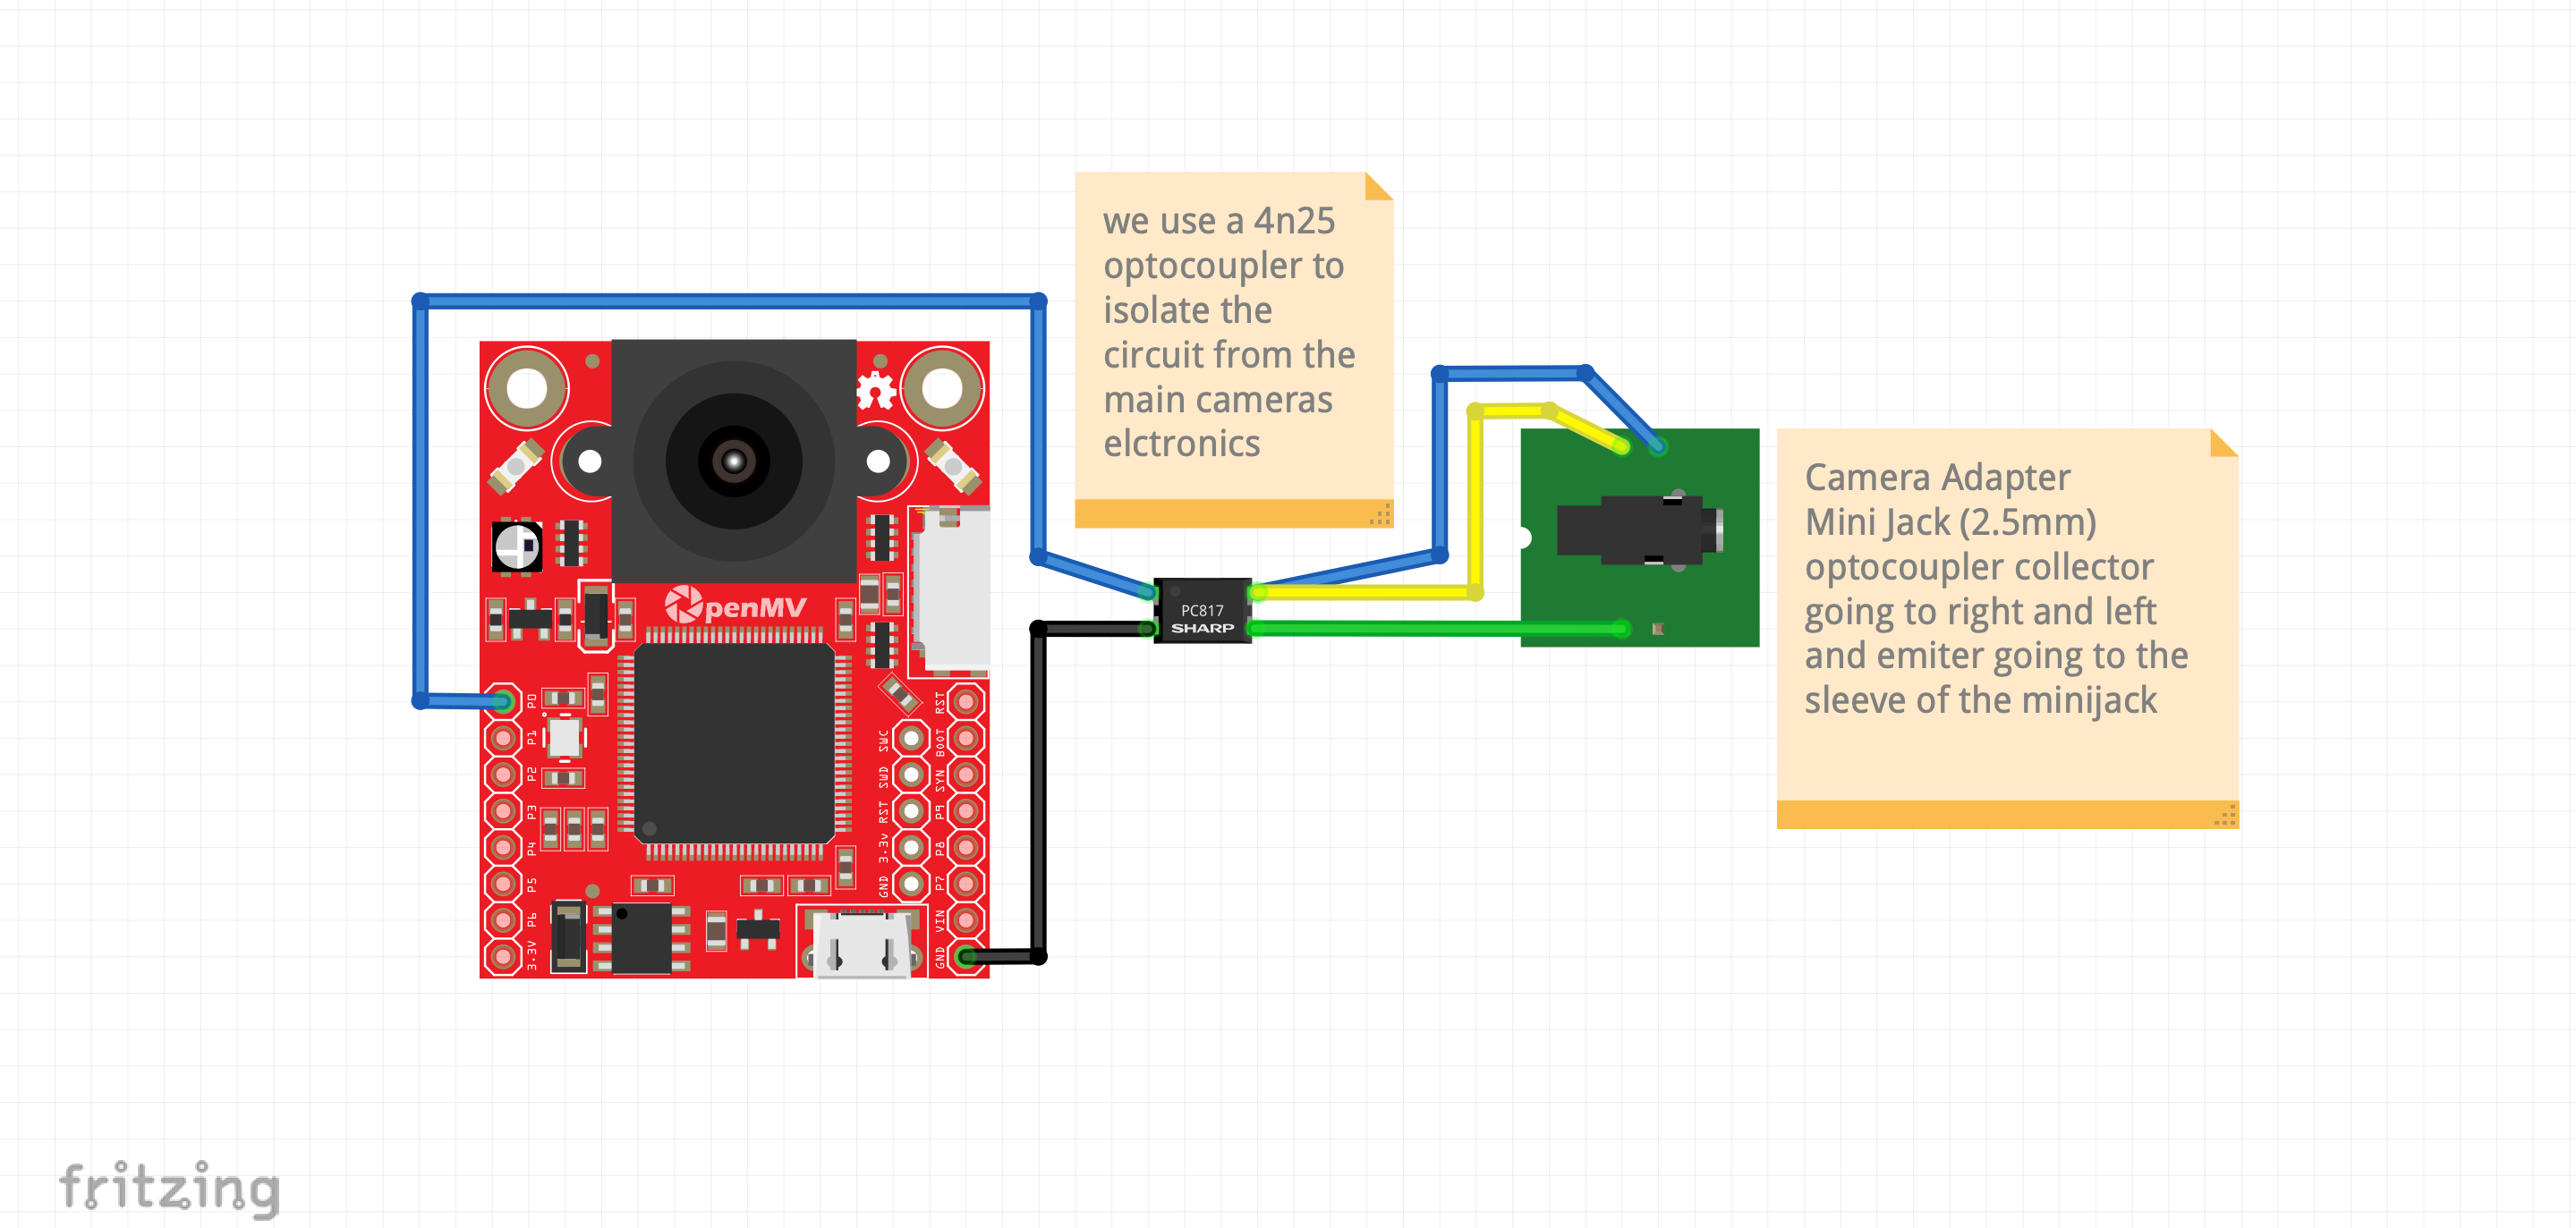 we use a 4n25
optocoupler to
isolate the
circuit from the
main cameras
elctronics
Camera Adapter
Mini Jack (2.5mm)
optocoupler collector
going to right and left
and emiter going to the
sleeve of the minijack
PC817
SHARP
penMV
P0
P1
P2
P3
P4
P5
P6
3.3V
SWC
SWD
RST
3.3v
GND
RST
BOOT
SYN
P9
P8
P7
VIN
GND
fritzing